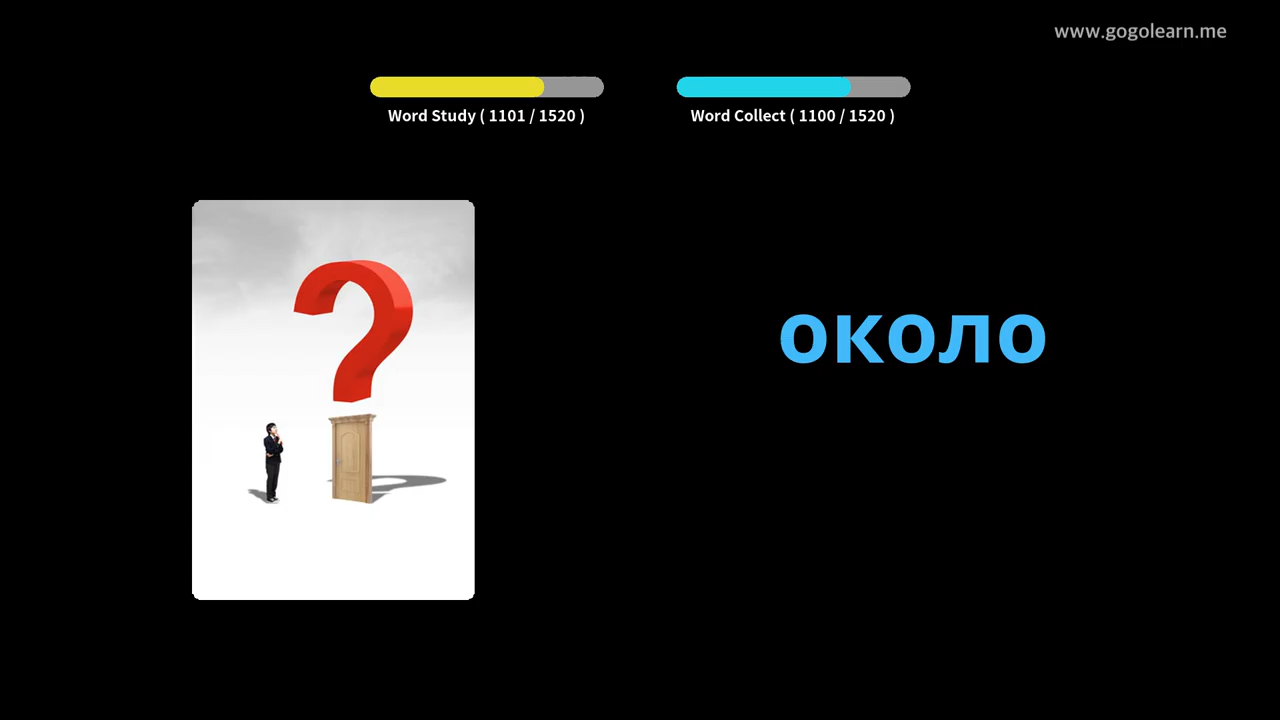 www.gogolearn.me
Word Study ( 1101 / 1520 )
Word Collect ( 1100 / 1520 )
?
около